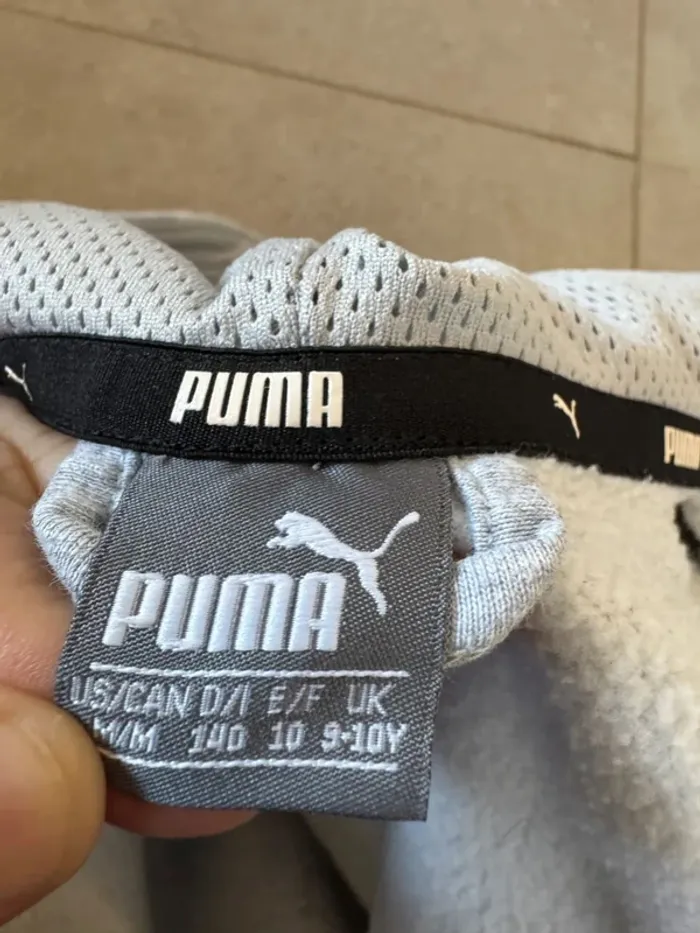 PUMA
PUMA
US/CAN D/I E/F UK
M/M 140 10 9-10Y